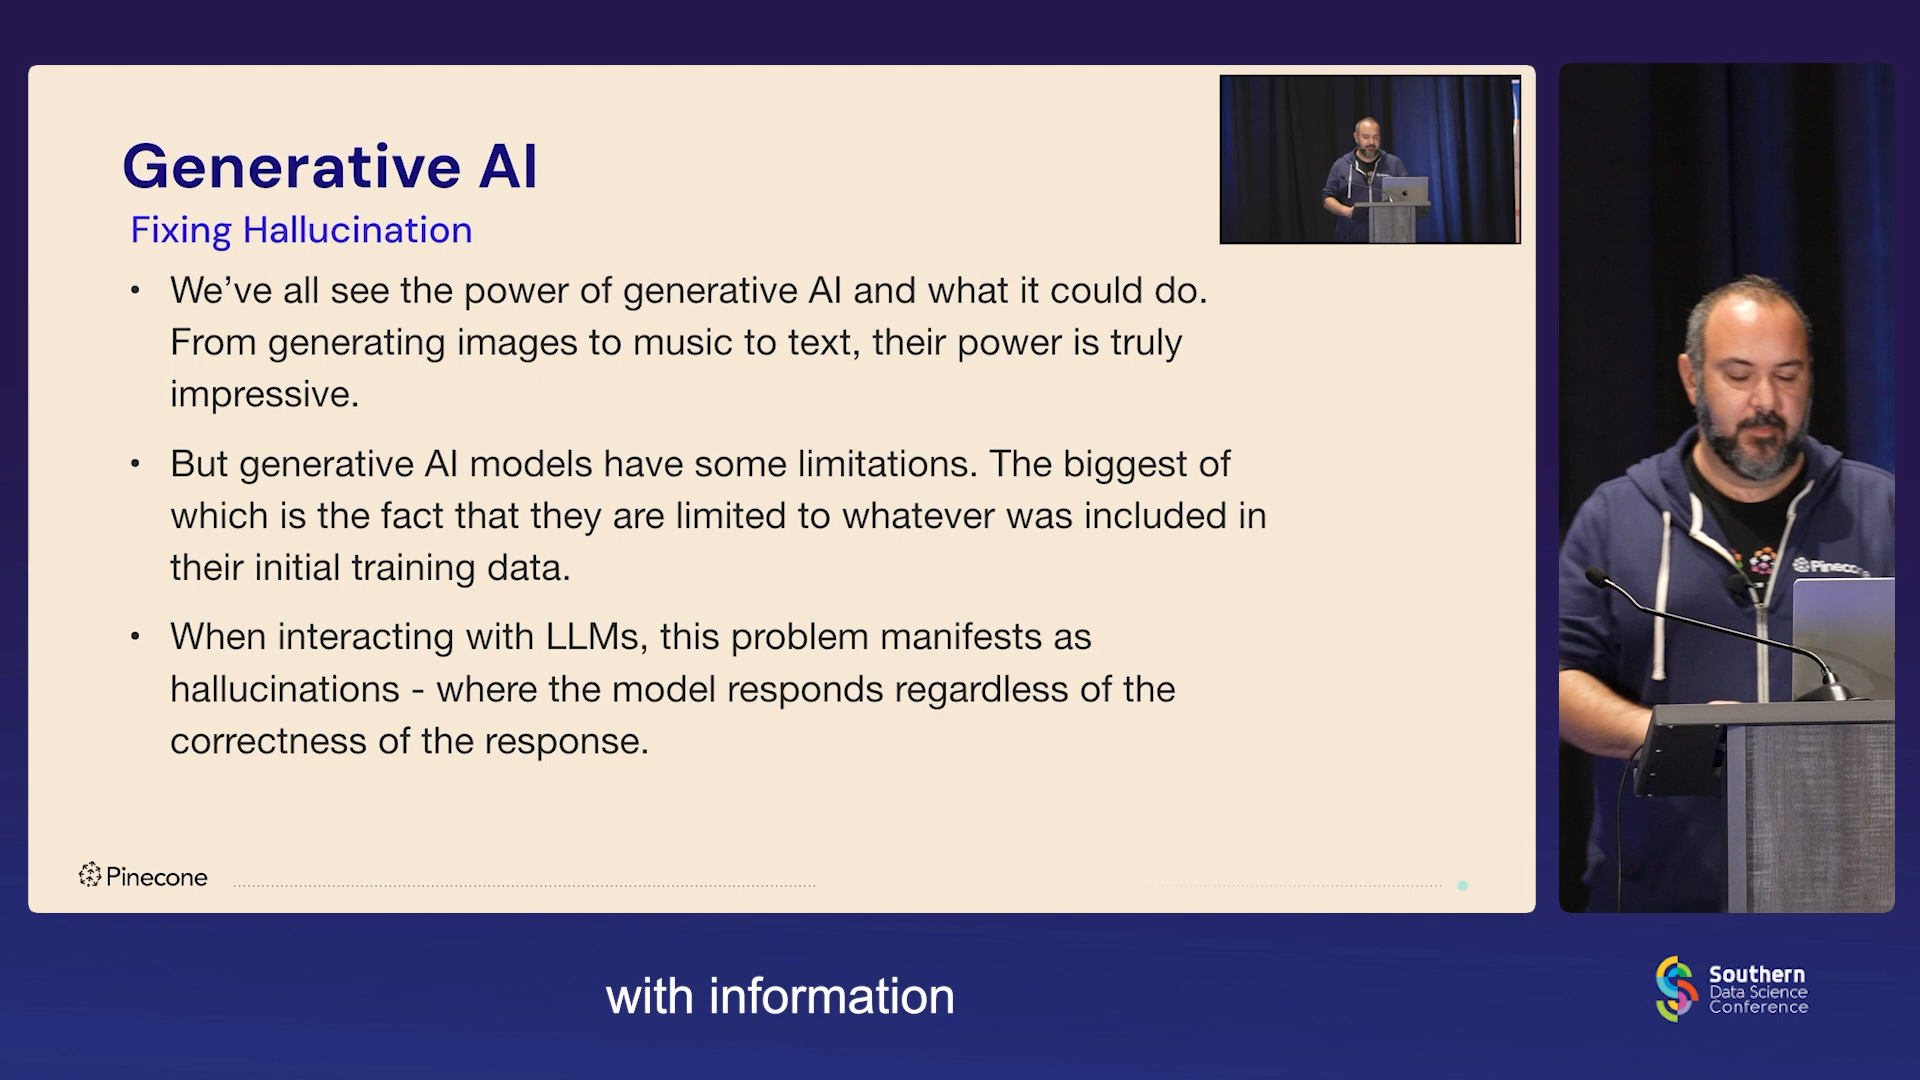 Generative AI
Fixing Hallucination
• We’ve all see the power of generative AI and what it could do.
From generating images to music to text, their power is truly
impressive.
• But generative AI models have some limitations. The biggest of
which is the fact that they are limited to whatever was included in
their initial training data.
• When interacting with LLMs, this problem manifests as
hallucinations - where the model responds regardless of the
correctness of the response.
Pinecone
Pinecone
with information
Southern
Data Science
Conference